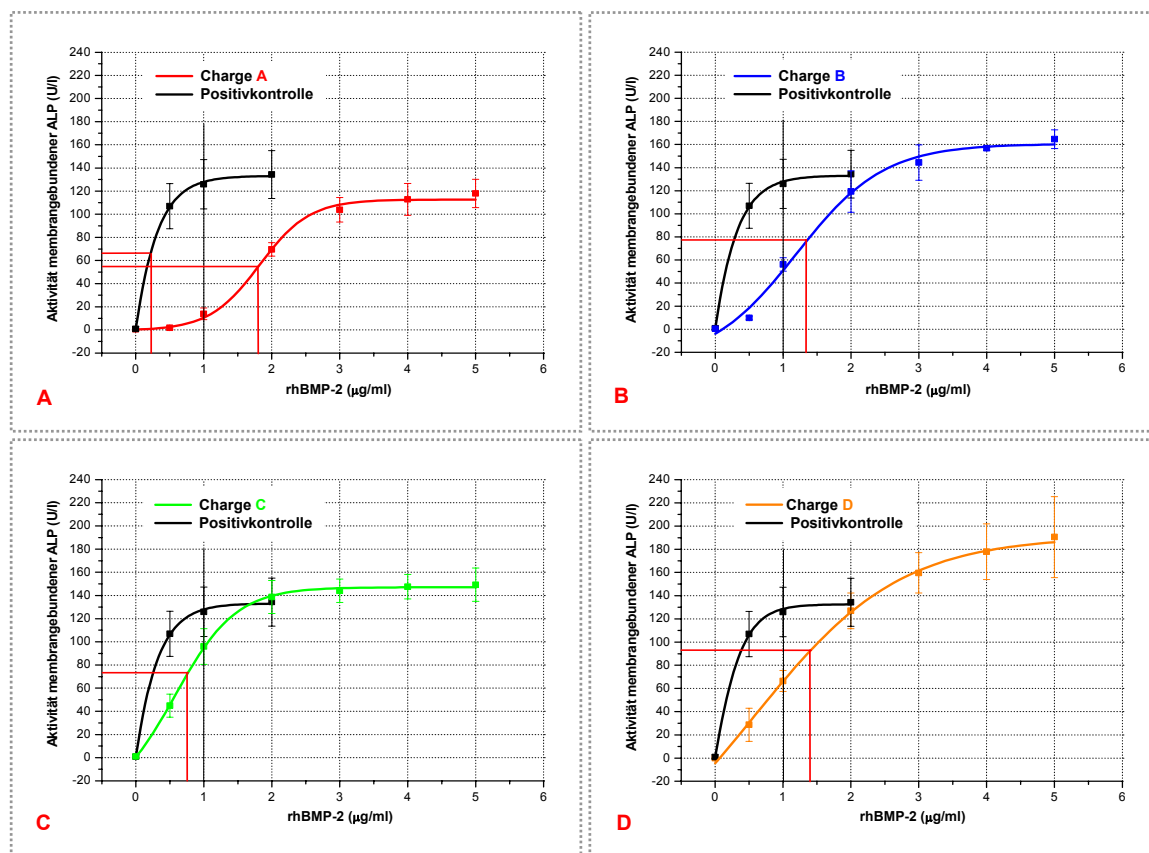 Charge A
Positivkontrolle
Aktivität membrangebundener ALP (U/l)
240
220
200
180
160
140
120
100
80
60
40
20
0
-20
0 1 2 3 4 5 6
rhBMP-2 (µg/ml)
A
Charge B
Positivkontrolle
Aktivität membrangebundener ALP (U/l)
240
220
200
180
160
140
120
100
80
60
40
20
0
-20
0 1 2 3 4 5 6
rhBMP-2 (µg/ml)
B
Charge C
Positivkontrolle
Aktivität membrangebundener ALP (U/l)
240
220
200
180
160
140
120
100
80
60
40
20
0
-20
0 1 2 3 4 5 6
rhBMP-2 (µg/ml)
C
Charge D
Positivkontrolle
Aktivität membrangebundener ALP (U/l)
240
220
200
180
160
140
120
100
80
60
40
20
0
-20
0 1 2 3 4 5 6
rhBMP-2 (µg/ml)
D